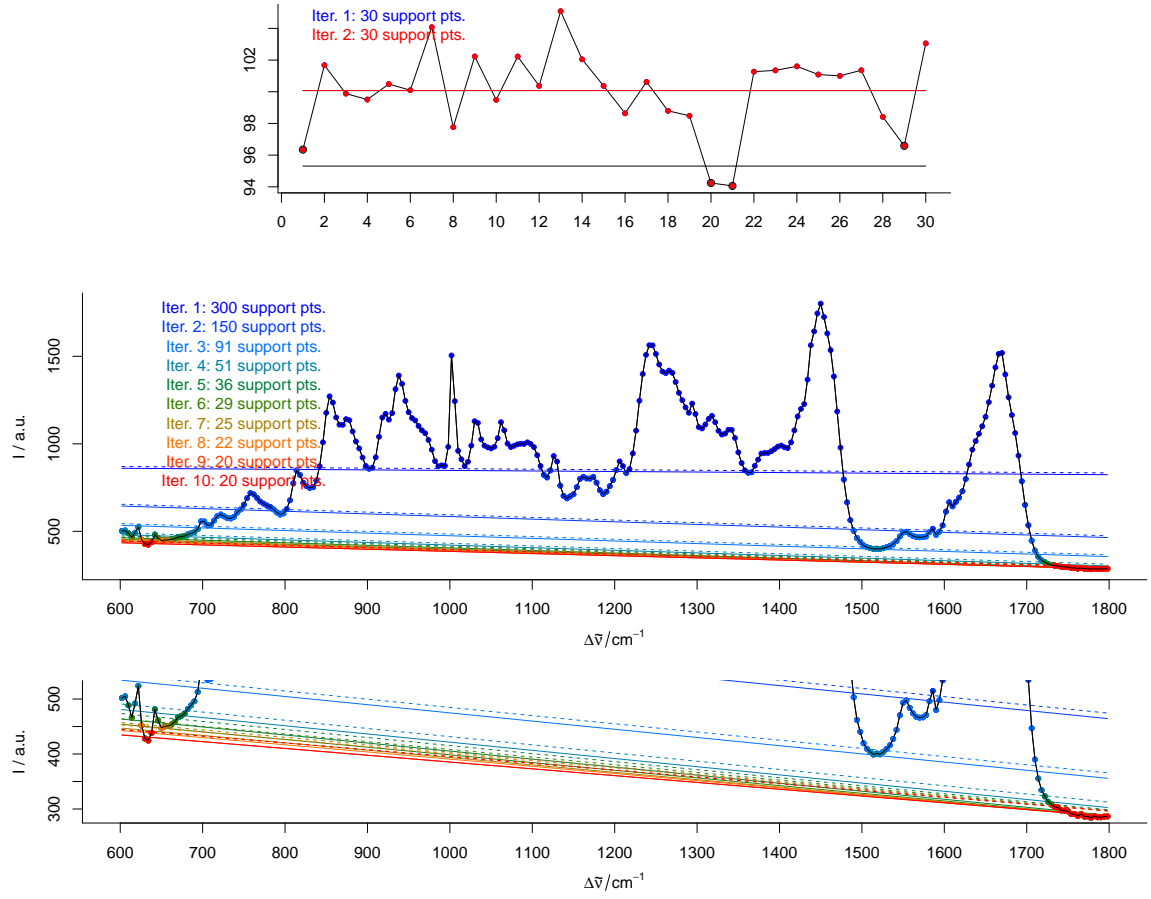 Iter. 1: 30 support pts.
Iter. 2: 30 support pts.
102
98
96
94
0 2 4 6 8 10 12 14 16 18 20 22 24 26 28 30
Iter. 1: 300 support pts.
Iter. 2: 150 support pts.
Iter. 3: 91 support pts.
Iter. 4: 51 support pts.
Iter. 5: 36 support pts.
Iter. 6: 29 support pts.
Iter. 7: 25 support pts.
Iter. 8: 22 support pts.
Iter. 9: 20 support pts.
Iter. 10: 20 support pts.
I / a.u.
1500
1000
500
600 700 800 900 1000 1100 1200 1300 1400 1500 1600 1700 1800
Δν̃/cm⁻¹
I / a.u.
500
400
300
600 700 800 900 1000 1100 1200 1300 1400 1500 1600 1700 1800
Δν̃/cm⁻¹